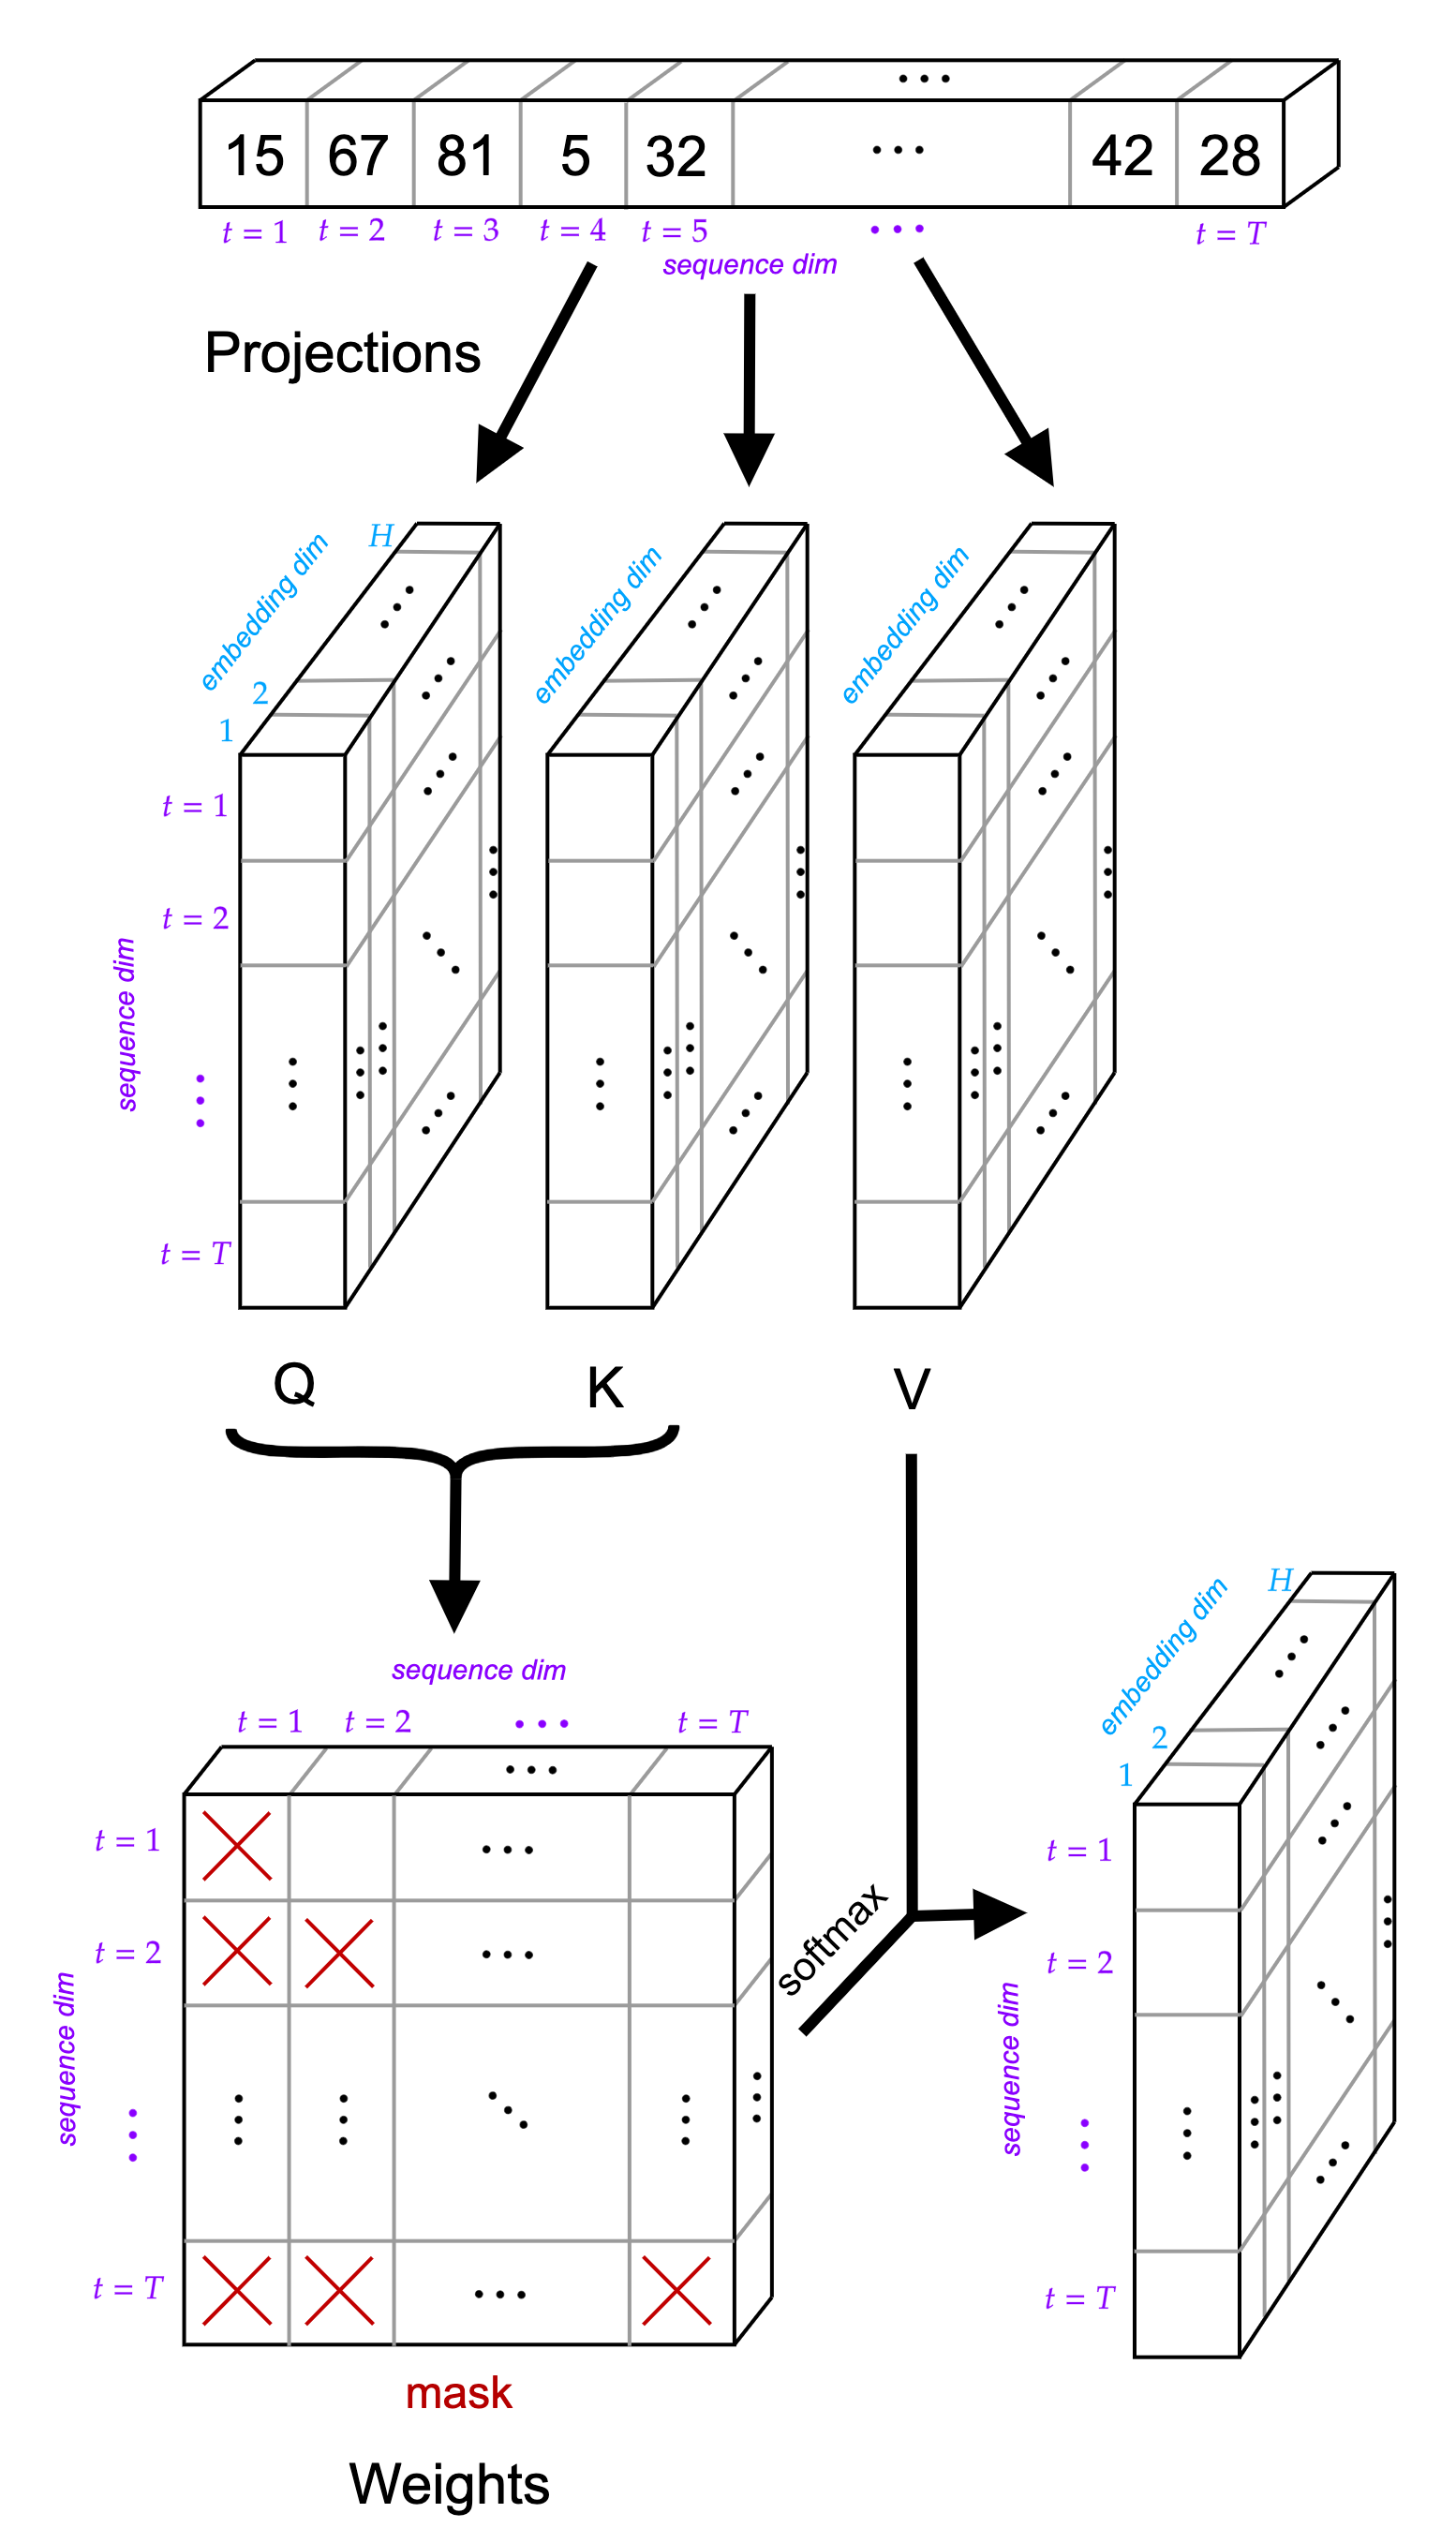 15 67 81 5 32 ... 42 28
t = 1 t = 2 t = 3 t = 4 t = 5 ... t = T
sequence dim
Projections
embedding dim
H
2
1
embedding dim
embedding dim
t = 1
t = 2
sequence dim
t = T
Q K V
sequence dim
t = 1 t = 2 ... t = T
t = 1
t = 2
sequence dim
t = T
mask
Weights
softmax
embedding dim
H
2
1
t = 1
t = 2
sequence dim
t = T